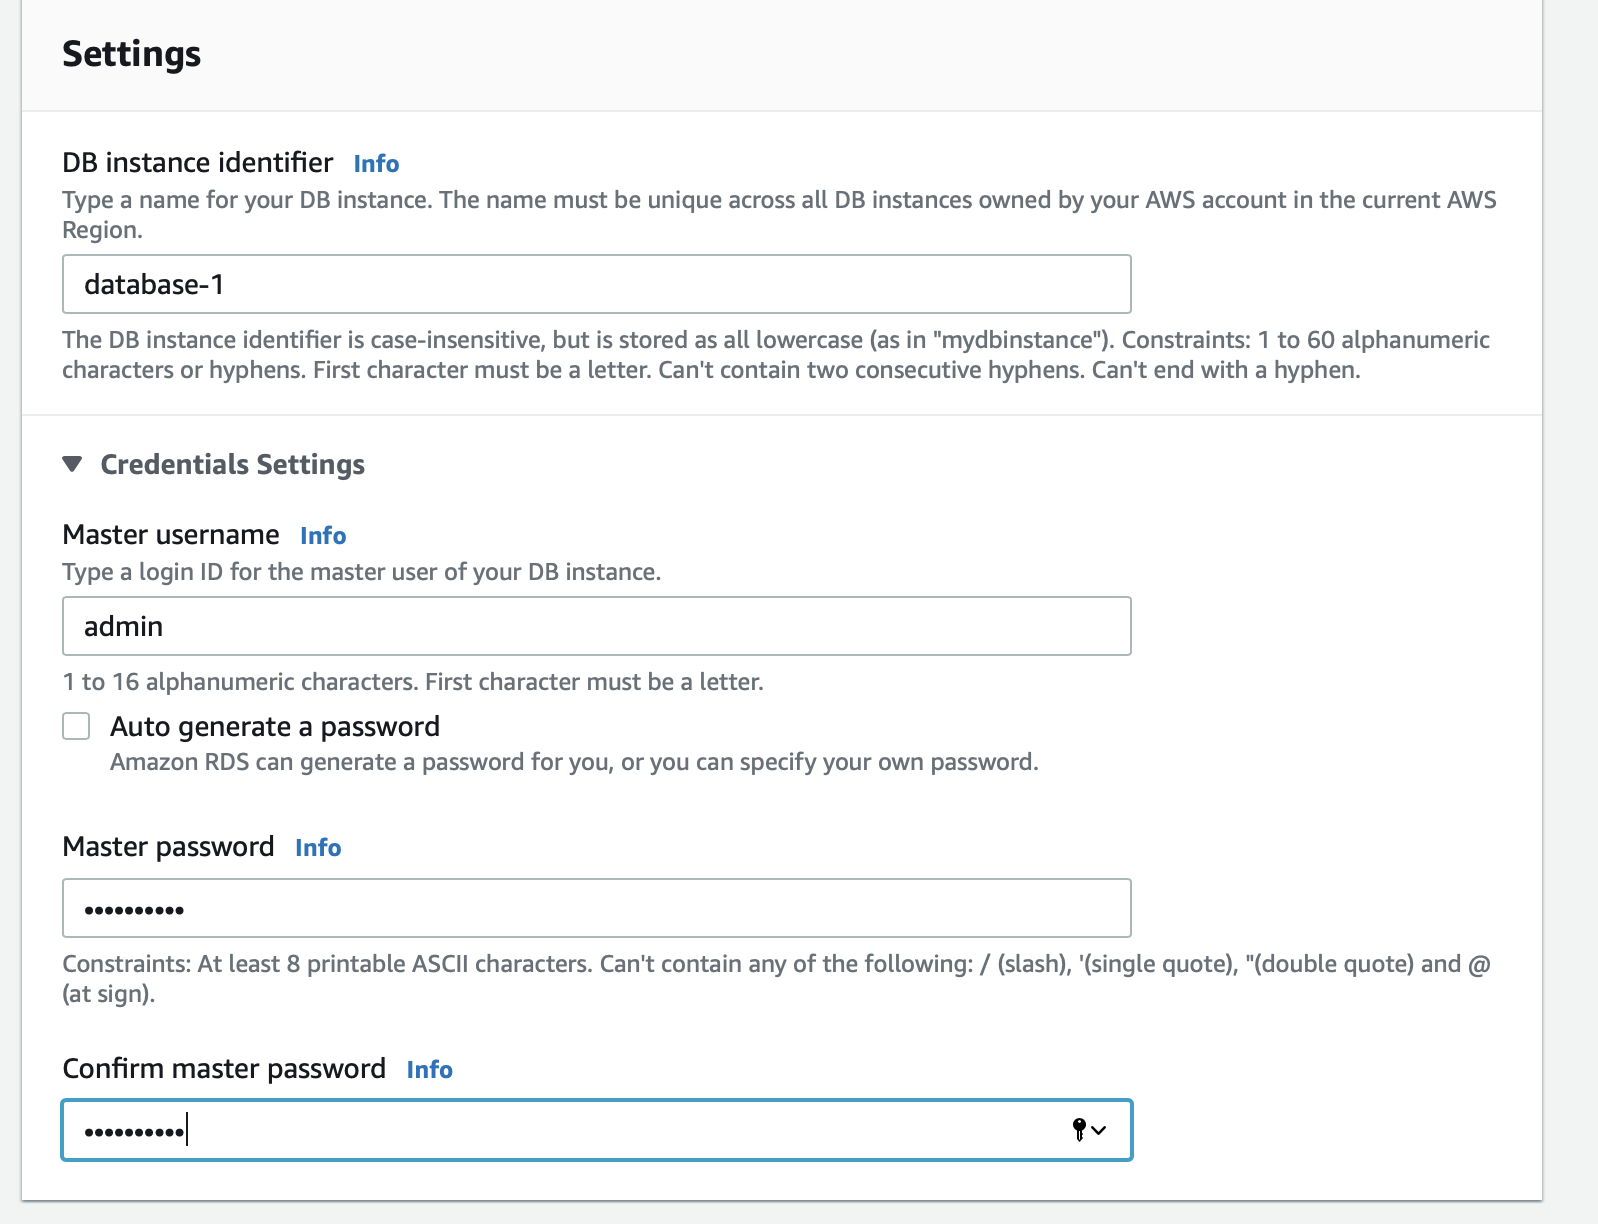 Settings
DB instance identifier Info
Type a name for your DB instance. The name must be unique across all DB instances owned by your AWS account in the current AWS
Region.
database-1
The DB instance identifier is case-insensitive, but is stored as all lowercase (as in "mydbinstance"). Constraints: 1 to 60 alphanumeric
characters or hyphens. First character must be a letter. Can't contain two consecutive hyphens. Can't end with a hyphen.
Credentials Settings
Master username Info
Type a login ID for the master user of your DB instance.
admin
1 to 16 alphanumeric characters. First character must be a letter.
Auto generate a password
Amazon RDS can generate a password for you, or you can specify your own password.
Master password Info
••••••••••
Constraints: At least 8 printable ASCII characters. Can't contain any of the following: / (slash), '(single quote), "(double quote) and @
(at sign).
Confirm master password Info
••••••••••